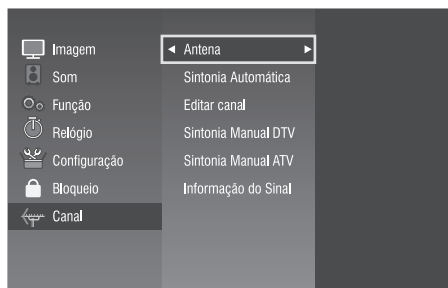 Imagem
Som
Função
Relógio
Configuração
Bloqueio
Canal
Antena
Sintonia Automática
Editar canal
Sintonia Manual DTV
Sintonia Manual ATV
Informação do Sinal